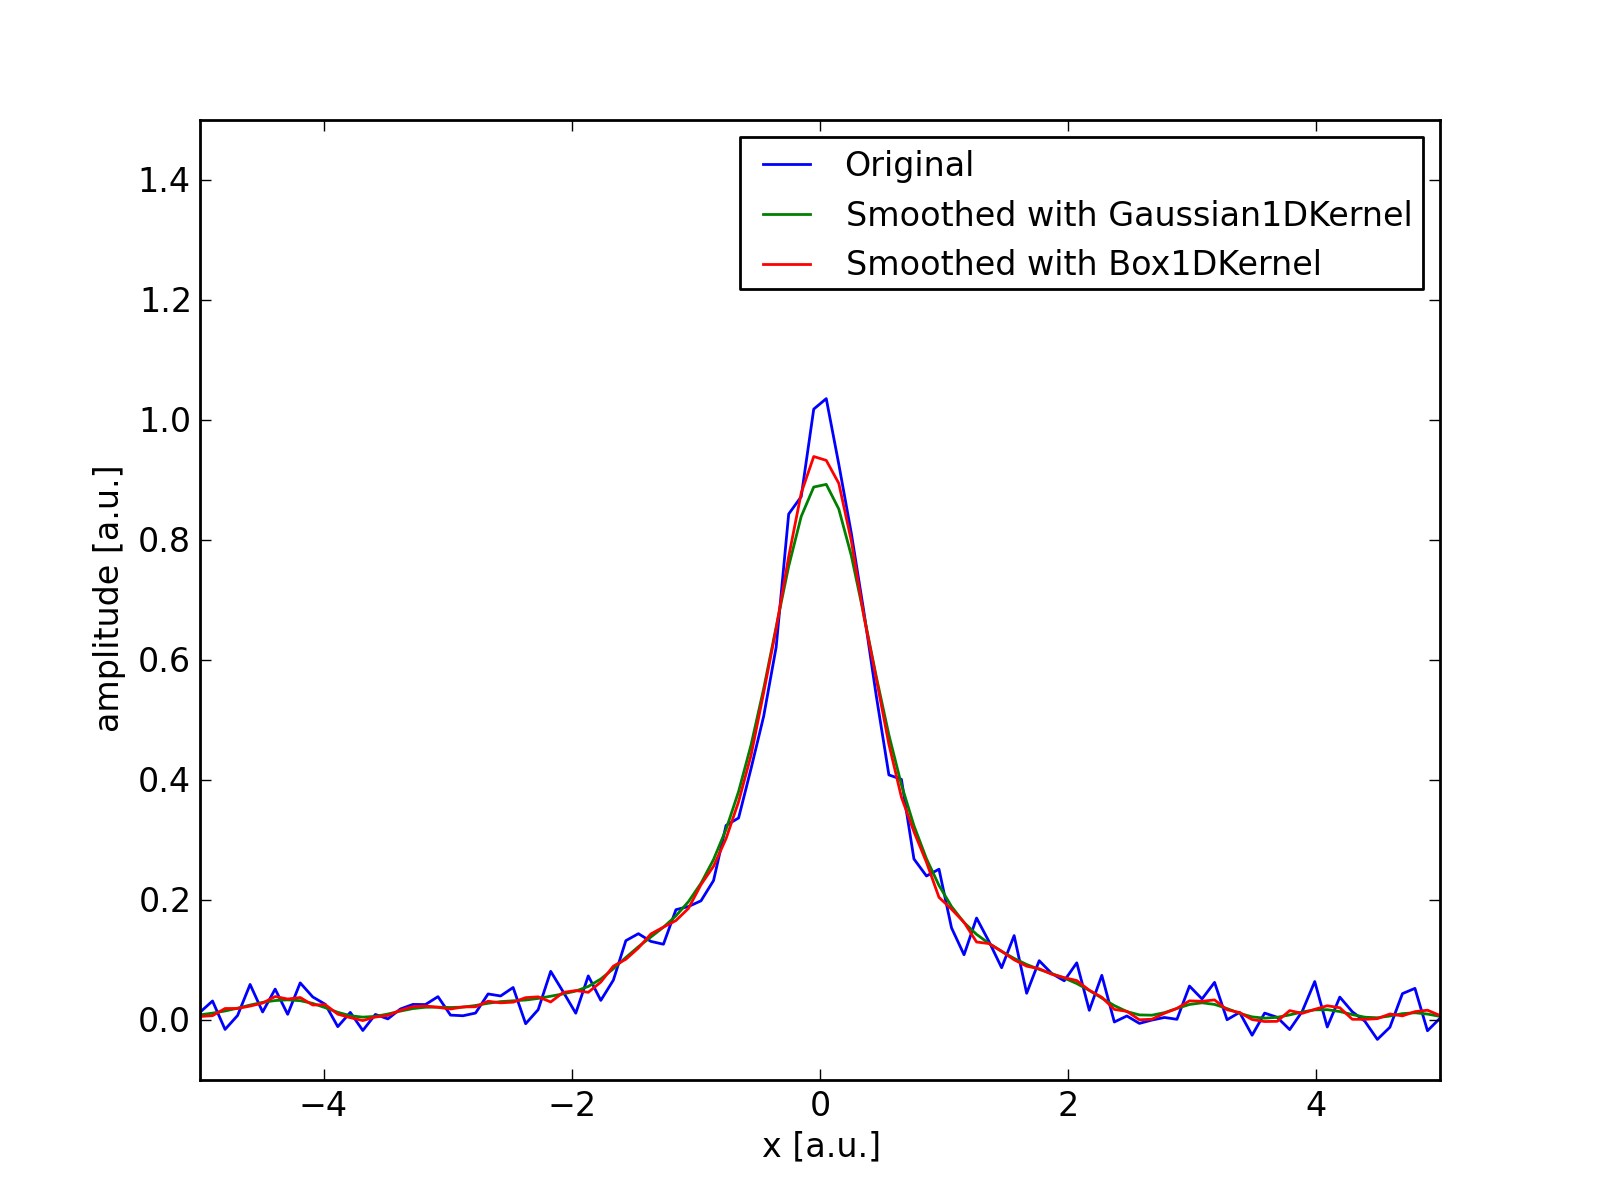 Original
Smoothed with Gaussian1DKernel
Smoothed with Box1DKernel
1.4
1.2
1.0
0.8
0.6
0.4
0.2
0.0
amplitude [a.u.]
−4 −2 0 2 4
x [a.u.]